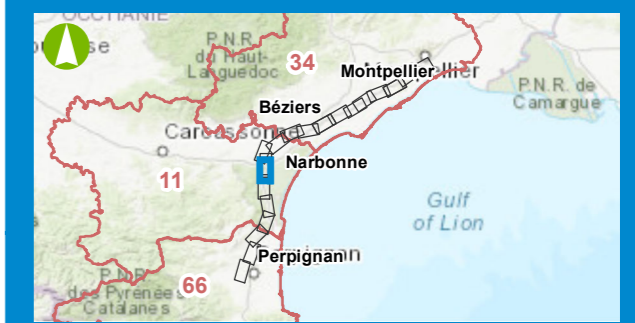 OCCITANIE
P.N.R.
du Haut-
Languedoc
34
Montpellier
P.N.R. de
Camargue
Béziers
Carcassonne
Narbonne
11
Gulf
of Lion
Perpignan
66
des Pyrénées
Catalanes